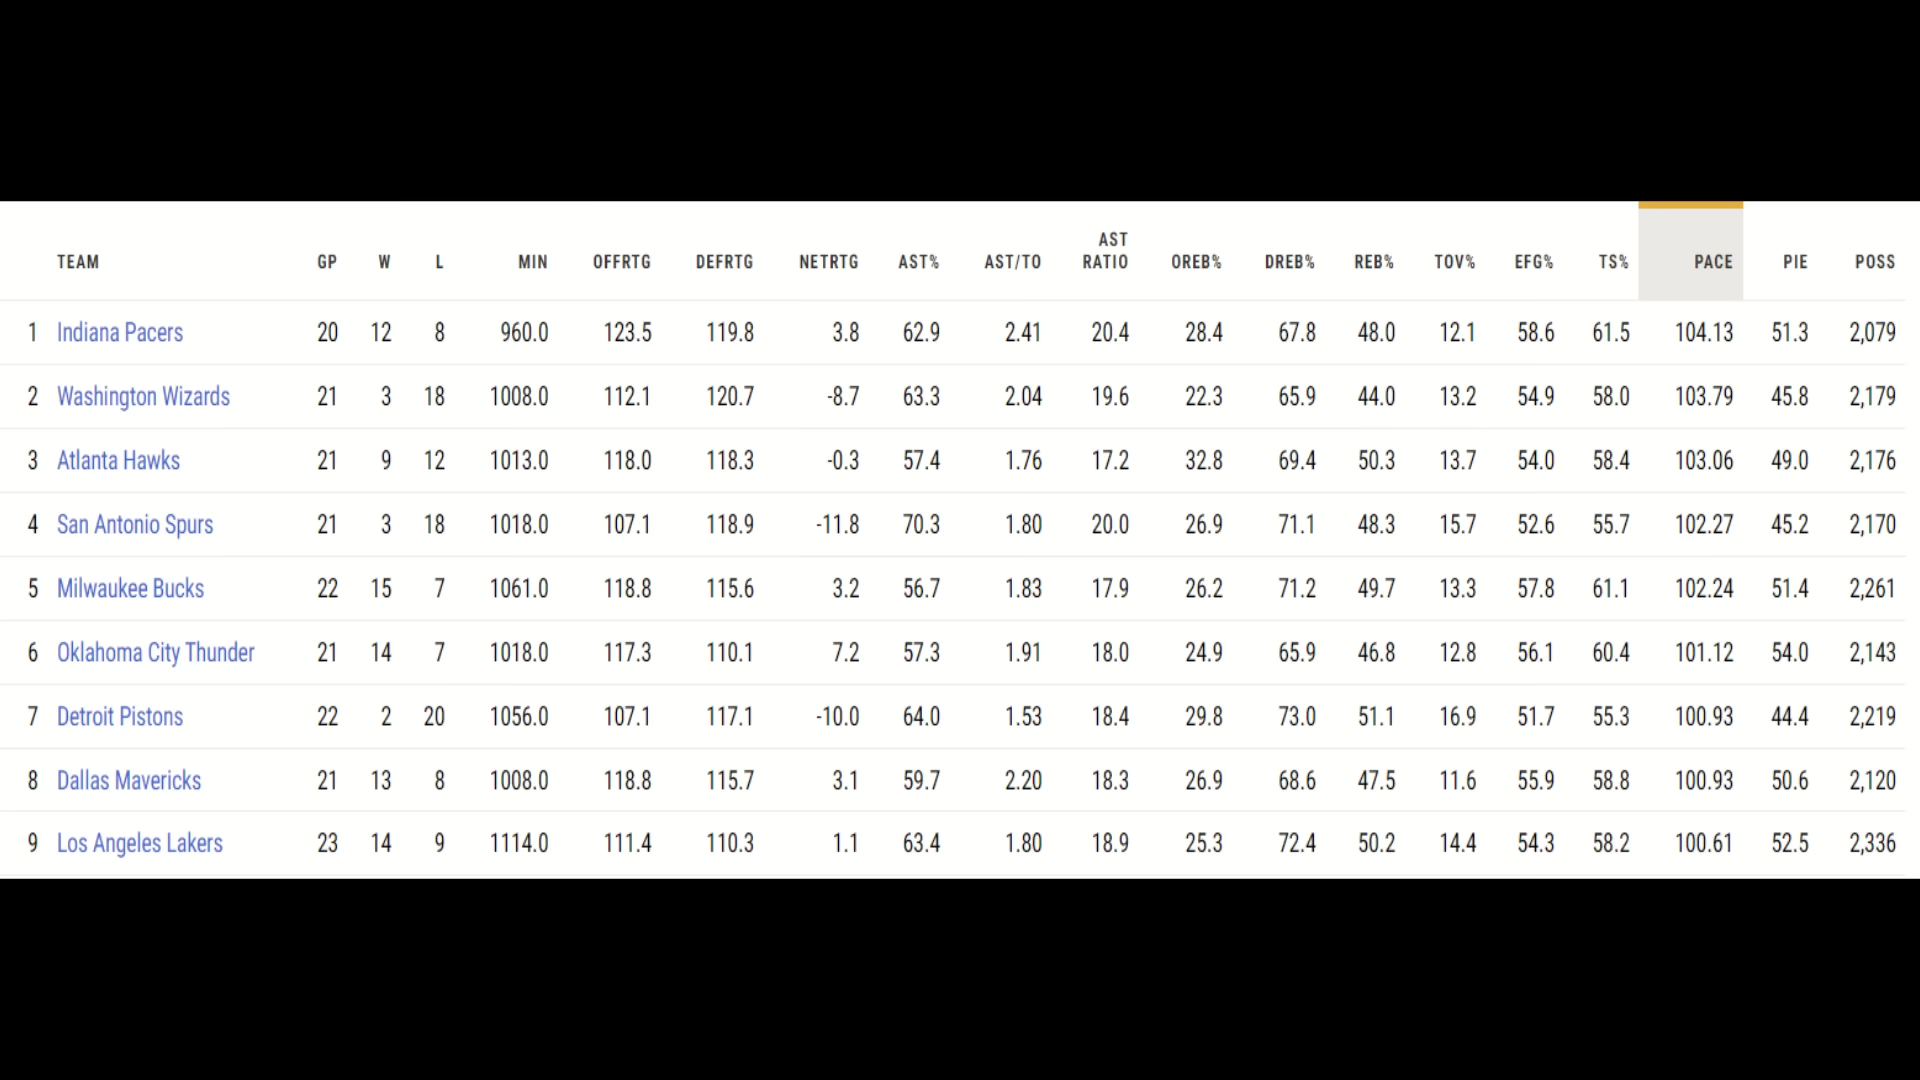 TEAM GP W L MIN OFFRTG DEFRTG NETRTG AST% AST/TO AST RATIO OREB% DREB% REB% TOV% EFG% TS% PACE PIE POSS
1 Indiana Pacers 20 12 8 960.0 123.5 119.8 3.8 62.9 2.41 20.4 28.4 67.8 48.0 12.1 58.6 61.5 104.13 51.3 2,079
2 Washington Wizards 21 3 18 1008.0 112.1 120.7 -8.7 63.3 2.04 19.6 22.3 65.9 44.0 13.2 54.9 58.0 103.79 45.8 2,179
3 Atlanta Hawks 21 9 12 1013.0 118.0 118.3 -0.3 57.4 1.76 17.2 32.8 69.4 50.3 13.7 54.0 58.4 103.06 49.0 2,176
4 San Antonio Spurs 21 3 18 1018.0 107.1 118.9 -11.8 70.3 1.80 20.0 26.9 71.1 48.3 15.7 52.6 55.7 102.27 45.2 2,170
5 Milwaukee Bucks 22 15 7 1061.0 118.8 115.6 3.2 56.7 1.83 17.9 26.2 71.2 49.7 13.3 57.8 61.1 102.24 51.4 2,261
6 Oklahoma City Thunder 21 14 7 1018.0 117.3 110.1 7.2 57.3 1.91 18.0 24.9 65.9 46.8 12.8 56.1 60.4 101.12 54.0 2,143
7 Detroit Pistons 22 2 20 1056.0 107.1 117.1 -10.0 64.0 1.53 18.4 29.8 73.0 51.1 16.9 51.7 55.3 100.93 44.4 2,219
8 Dallas Mavericks 21 13 8 1008.0 118.8 115.7 3.1 59.7 2.20 18.3 26.9 68.6 47.5 11.6 55.9 58.8 100.93 50.6 2,120
9 Los Angeles Lakers 23 14 9 1114.0 111.4 110.3 1.1 63.4 1.80 18.9 25.3 72.4 50.2 14.4 54.3 58.2 100.61 52.5 2,336